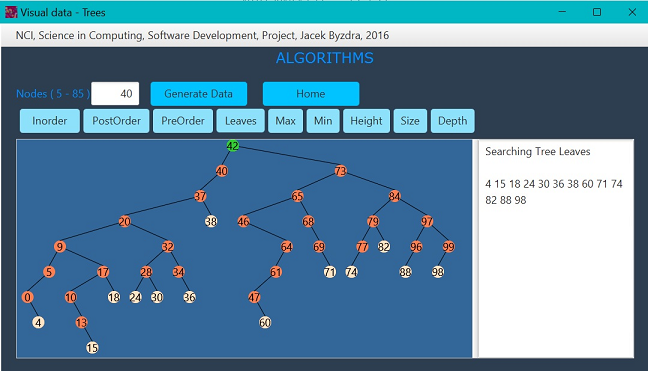 Visual data - Trees
NCI, Science in Computing, Software Development, Project, Jacek Byzdra, 2016
ALGORITHMS
Nodes ( 5 - 85 ) 40 Generate Data Home
Inorder PostOrder PreOrder Leaves Max Min Height Size Depth
42
40 73
37 65 84
20 38 46 68 79 97
9 32 64 69 77 82 96 99
5 17 28 34 61 71 74 88 98
0 10 18 24 30 36 47
4 13 60
15
Searching Tree Leaves
4 15 18 24 30 36 38 60 71 74
82 88 98